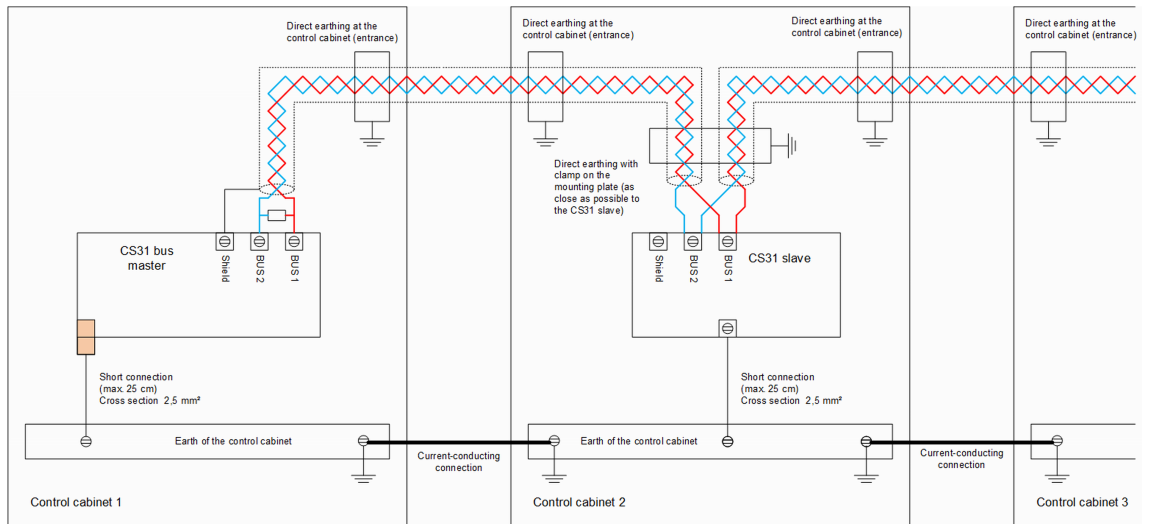 Direct earthing at the
control cabinet (entrance)
Direct earthing at the
control cabinet (entrance)
Direct earthing at the
control cabinet (entrance)
Direct earthing at the
control cabinet (entrance)
Direct earthing with
clamp on the
mounting plate (as
close as possible to
the CS31 slave)
CS31 bus
master
Shield
BUS 2
BUS 1
Shield
BUS 2
BUS 1
CS31 slave
Short connection
(max. 25 cm)
Cross section 2,5 mm²
Short connection
(max. 25 cm)
Cross section 2,5 mm²
Earth of the control cabinet
Current-conducting
connection
Earth of the control cabinet
Current-conducting
connection
Control cabinet 1
Control cabinet 2
Control cabinet 3